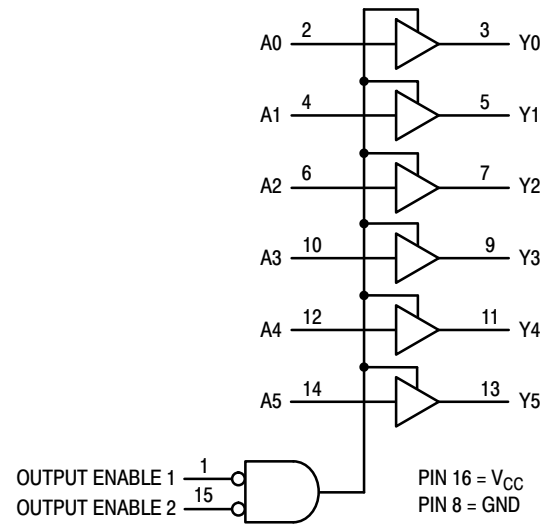 A0 2 3 Y0
A1 4 5 Y1
A2 6 7 Y2
A3 10 9 Y3
A4 12 11 Y4
A5 14 13 Y5
OUTPUT ENABLE 1 1
OUTPUT ENABLE 2 15
PIN 16 = VCC
PIN 8 = GND